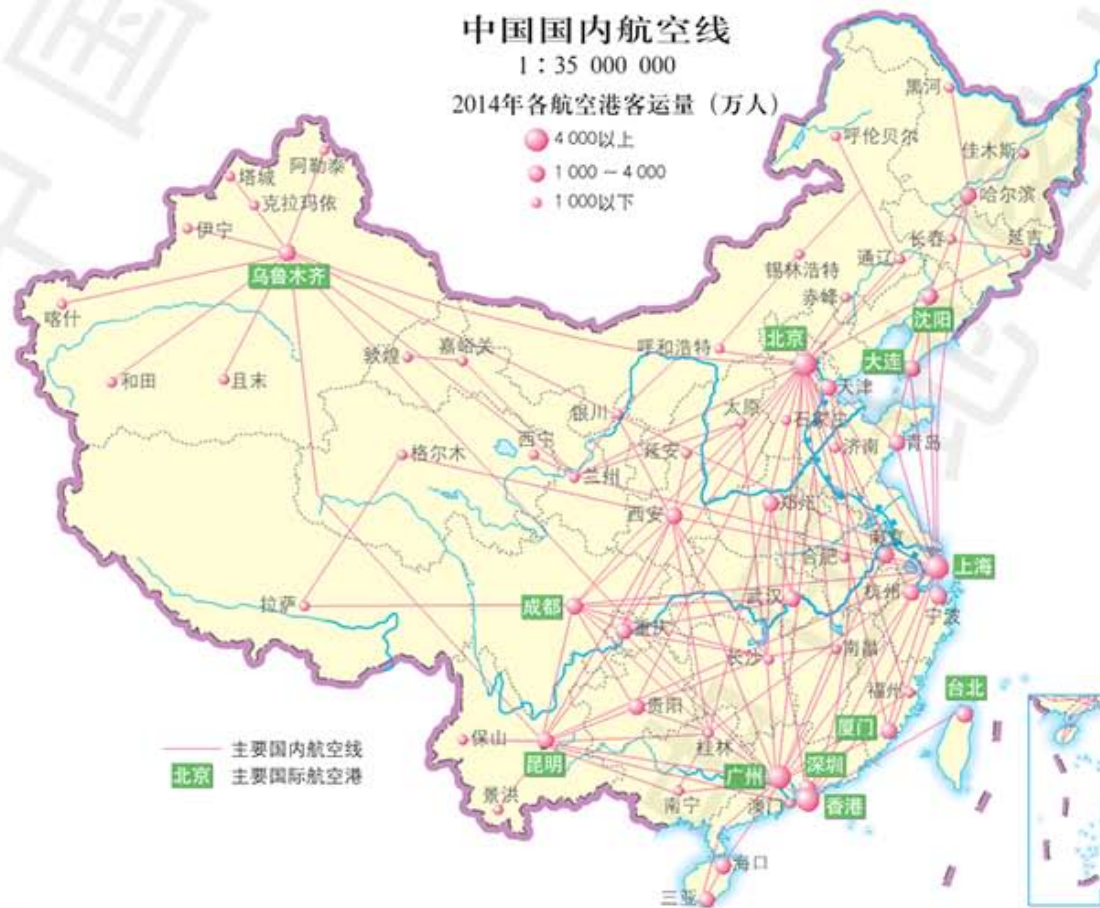 中国国内航空线
1：35 000 000
2014年各航空港客运量（万人）
4 000以上
1 000 ～ 4 000
1 000以下
黑河
呼伦贝尔
佳木斯
哈尔滨
阿勒泰
塔城
克拉玛依
伊宁
乌鲁木齐
长春
延吉
通辽
锡林浩特
赤峰
沈阳
喀什
北京
大连
呼和浩特
敦煌
嘉峪关
和田
且末
天津
银川
太原
石家庄
西宁
格尔木
延安
济南
青岛
兰州
西安
郑州
南京
合肥
上海
拉萨
成都
武汉
杭州
宁波
重庆
长沙
南昌
福州
台北
贵阳
厦门
保山
桂林
昆明
广州
深圳
主要国内航空线
北京 主要国际航空港
景洪
南宁
澳门
香港
海口
三亚